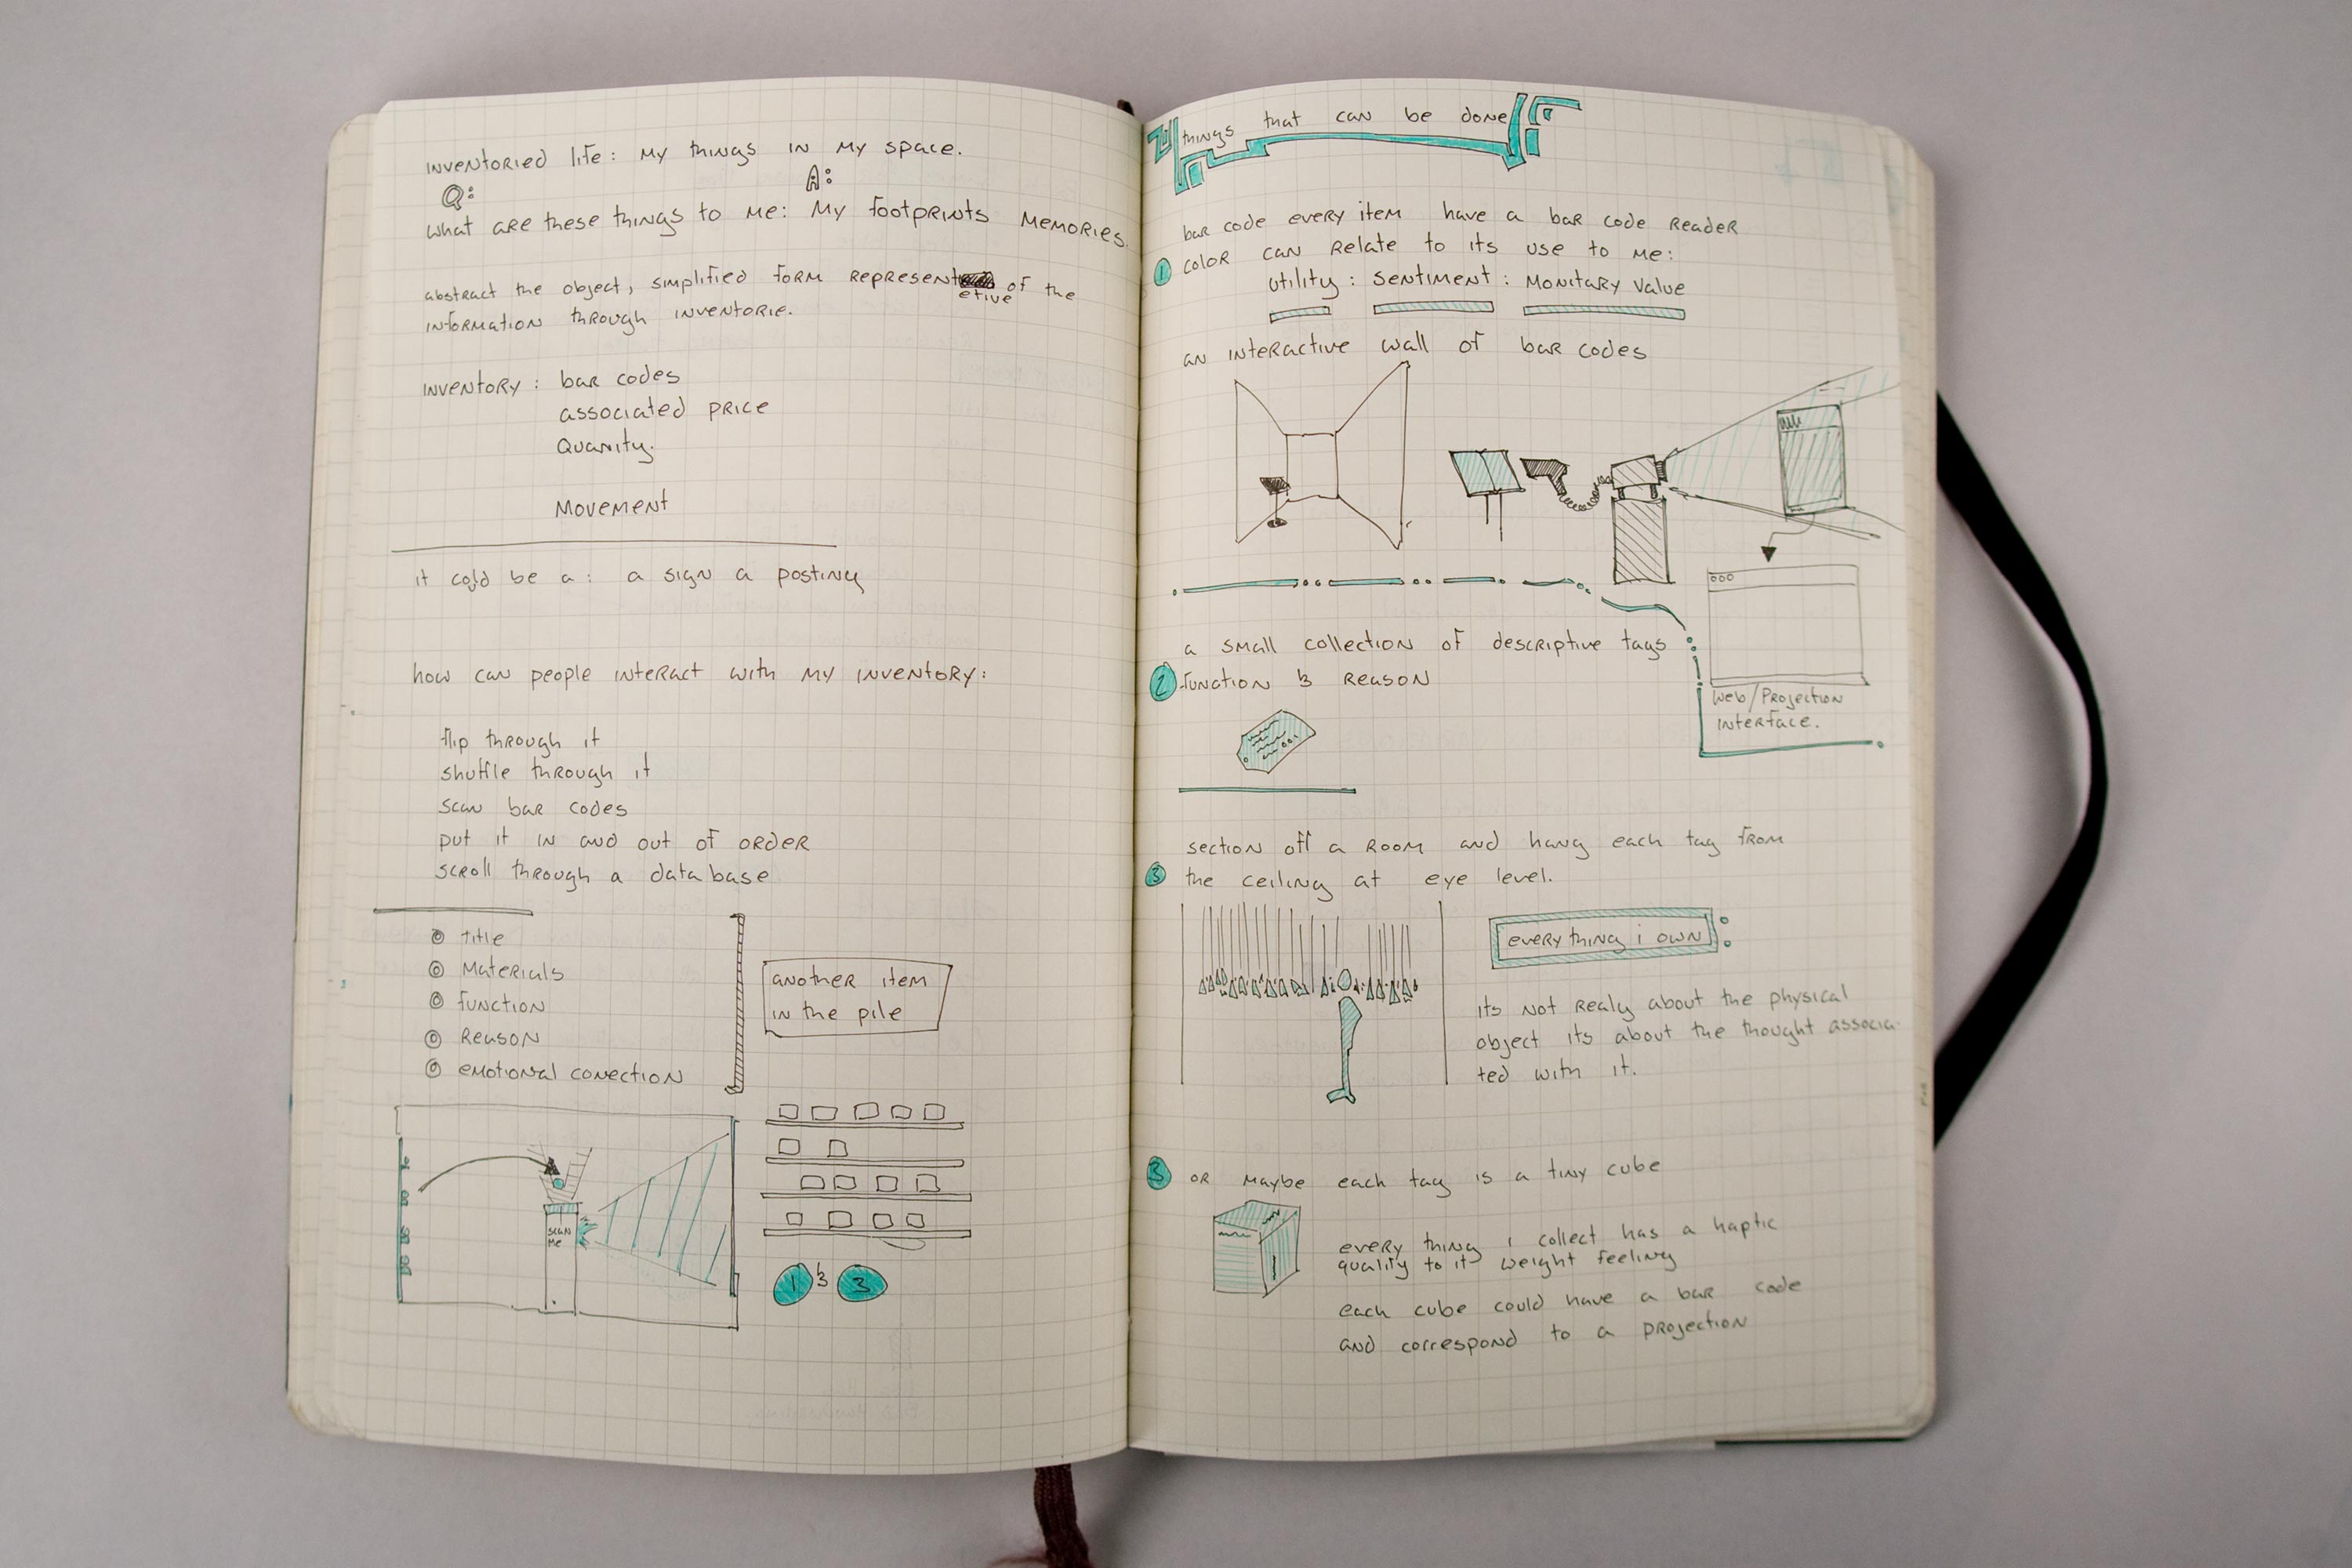 INVENTORIED LIFE: MY THINGS IN MY SPACE.
Q: A:
WHAT ARE THESE THINGS TO ME: MY FOOTPRINTS MEMORIES.
abstract the object, simplified form represent of the
etive
information through inventorie.
inventory: bar codes
associated price
Quanity.
Movement
it cold be a: a sign a posting
how can people interact with my inventory:
flip through it
shuffle through it
scan bar codes
put it in and out of order
scroll through a database
title
Materials
function
Reason
emotional conection
another item
in the pile
scan
me
1 & 3
things that can be done
bar code every item have a bar code reader
1 color can relate to its use to me:
utility: sentiment: monitary value
an interactive wall of bar codes
a small collection of descriptive tags
2 function & reason
web/projection
interface.
section off a room and hang each tag from
3 the ceiling at eye level.
every thing i own
its not realy about the physical
object its about the thought associa-
ted with it.
3 or maybe each tag is a tiny cube
every thing i collect has a haptic
quality to it weight feeling
each cube could have a bar code
and correspond to a projection